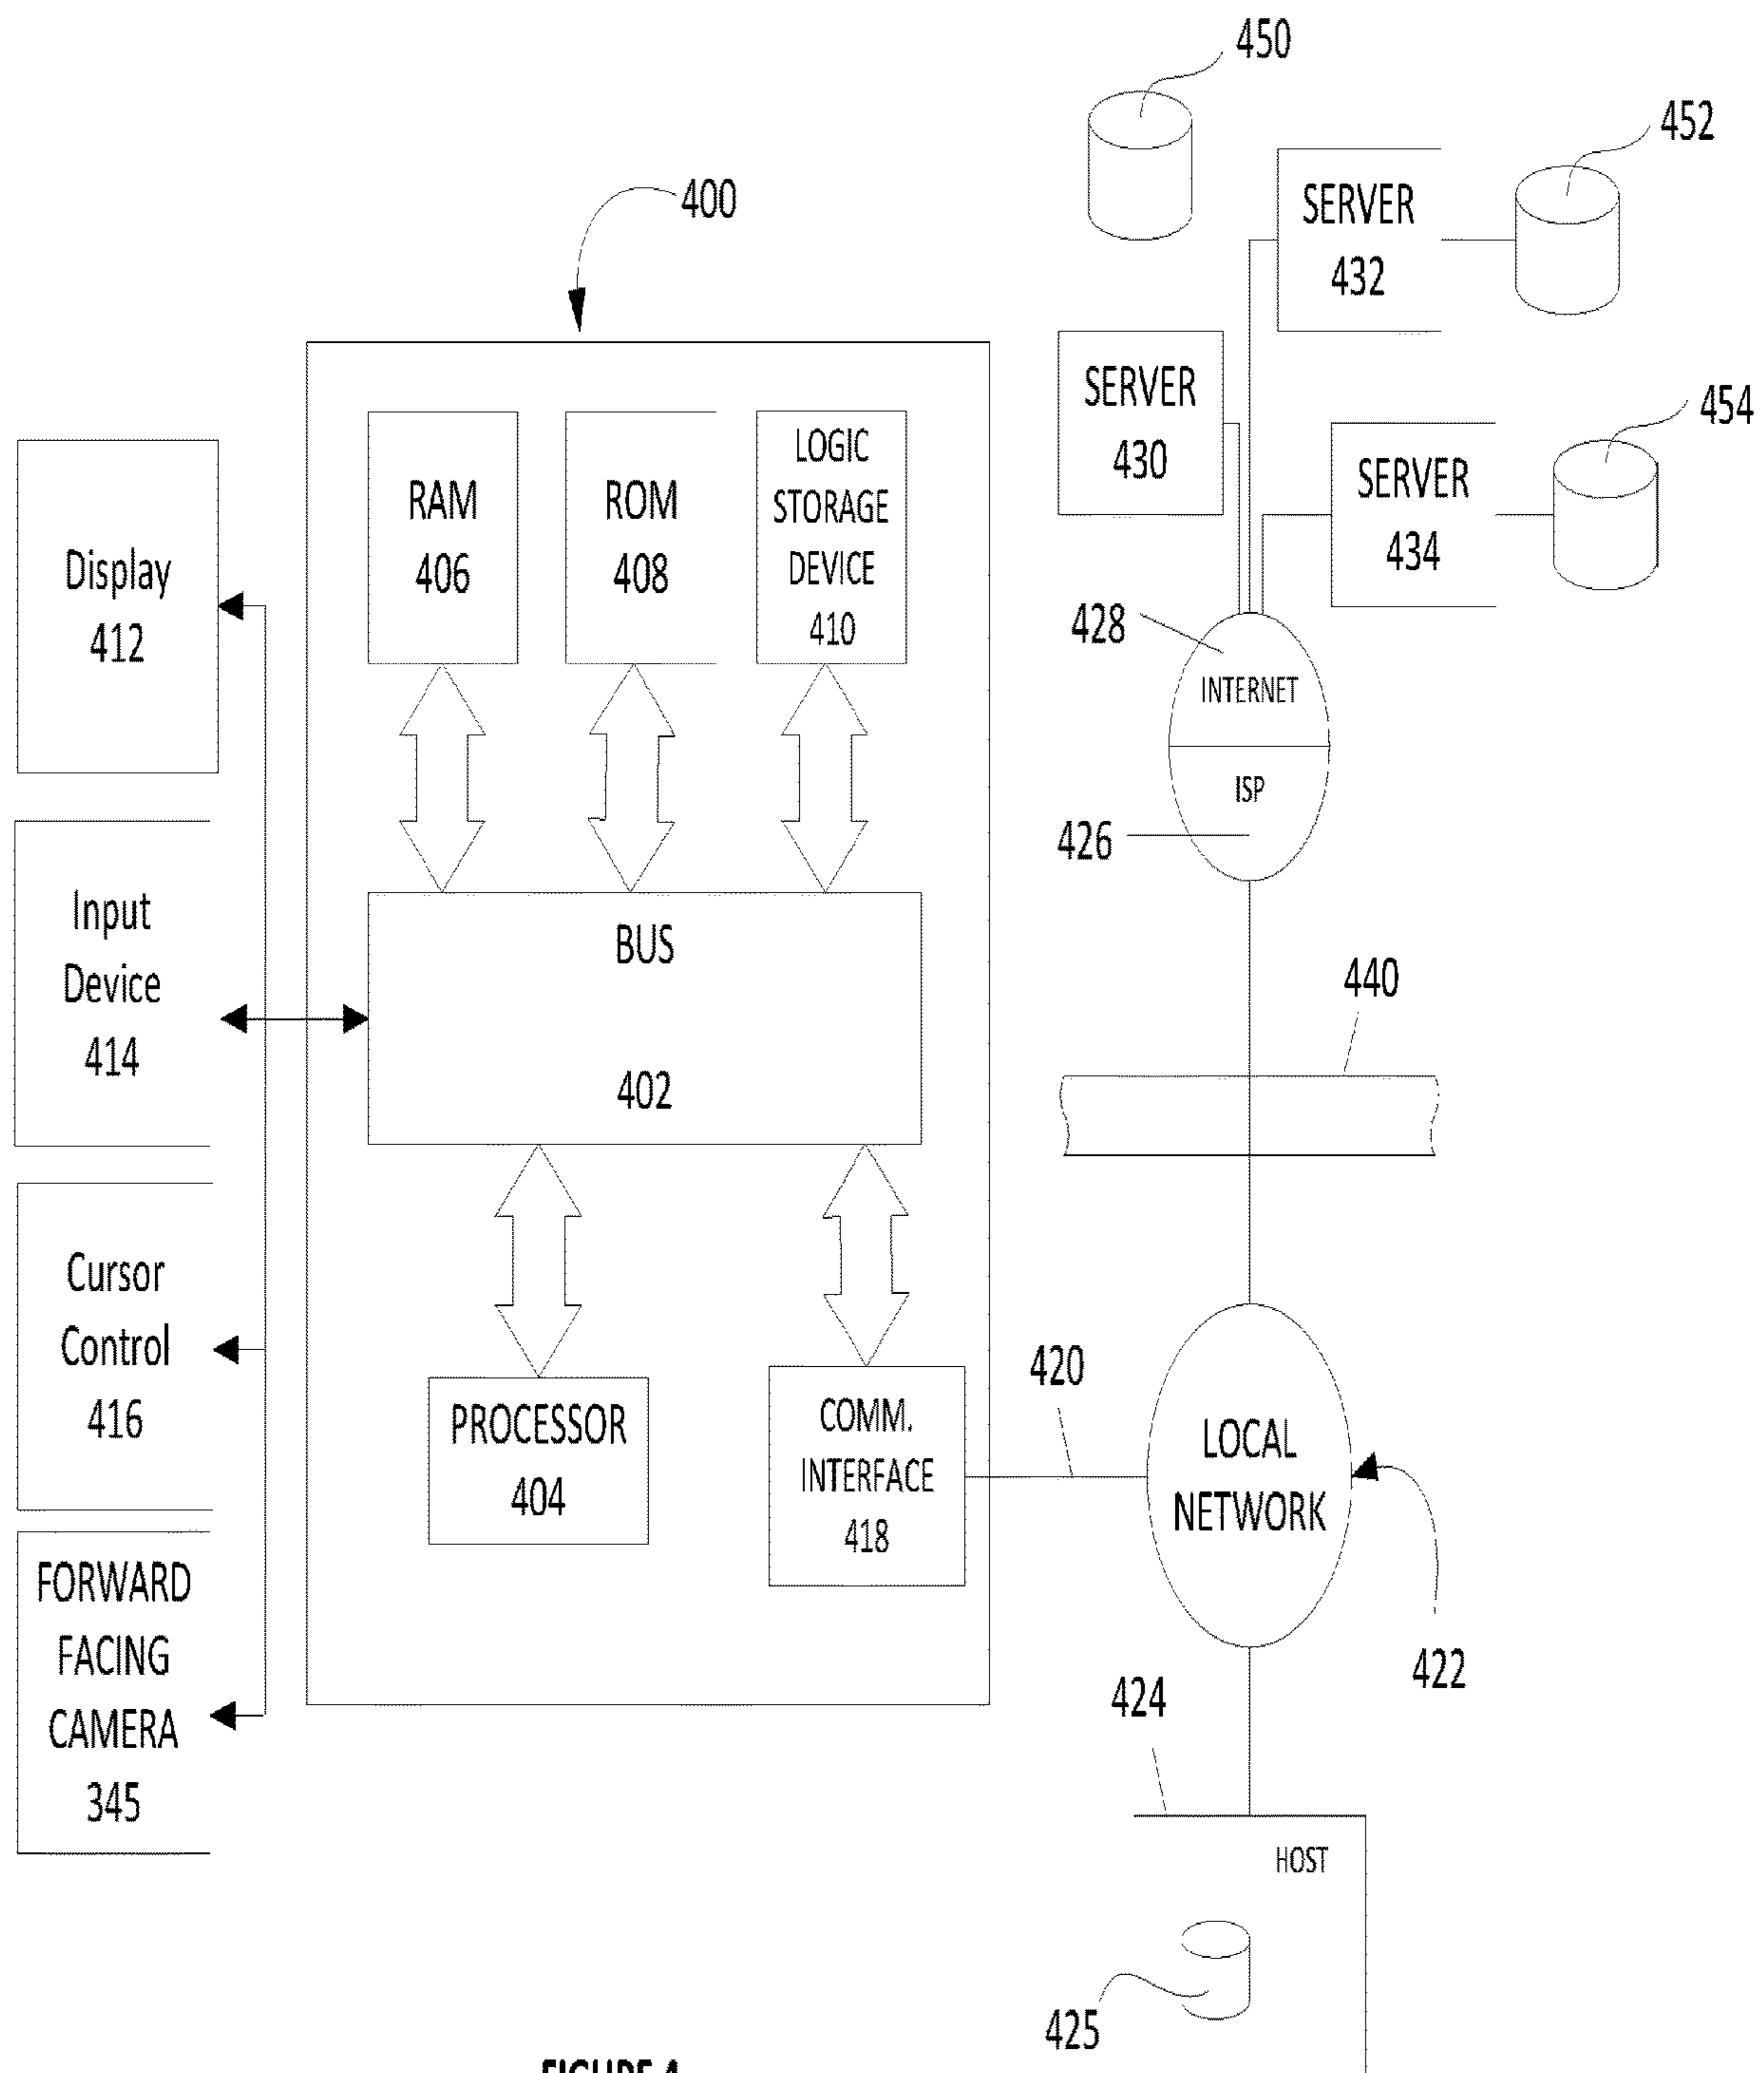 450
452
400
SERVER
432
SERVER
430
454
SERVER
434
RAM
406
ROM
408
LOGIC
STORAGE
DEVICE
410
Display
412
428
INTERNET
ISP
426
Input
Device
414
BUS
402
440
Cursor
Control
416
PROCESSOR
404
COMM.
INTERFACE
418
420
LOCAL
NETWORK
422
FORWARD
FACING
CAMERA
345
424
HOST
425
FIGURE 4